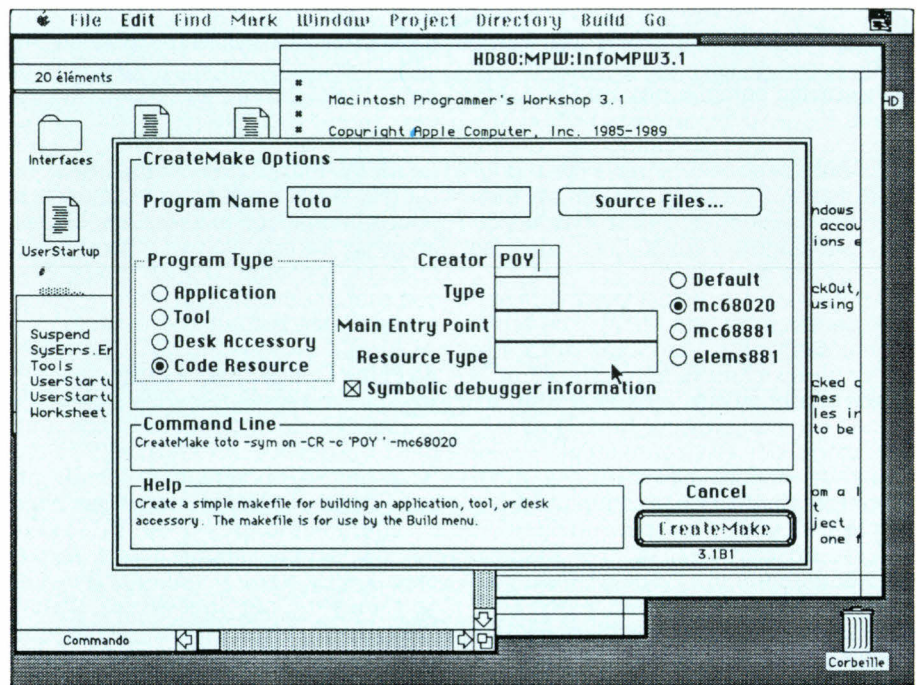 File Edit Find Mark Window Project Directory Build Go
HD80:MPW:InfoMPW3.1
20 éléments
Macintosh Programmer's Workshop 3.1
HD
Copyright Apple Computer, Inc. 1985-1989
Interfaces
CreateMake Options
Program Name toto
Source Files...
ndows
accou
ions e
UserStartup
Program Type
Creator POY
Default
Application
Type
mc68020
ckOut,
using
Tool
Main Entry Point
mc68881
Suspend
SysErrs.Er
Desk Accessory
Resource Type
elems881
Tools
Code Resource
UserStartu
UserStartu
Worksheet
Symbolic debugger information
cked
mes
les in
to be
Command Line
CreateMake toto -sym on -CR -c 'POY ' -mc68020
Help
Create a simple makefile for building an application, tool, or desk
accessory. The makefile is for use by the Build menu.
Cancel
CreateMake
3.1B1
om a
t
ject
one f
Commando
Corbeille